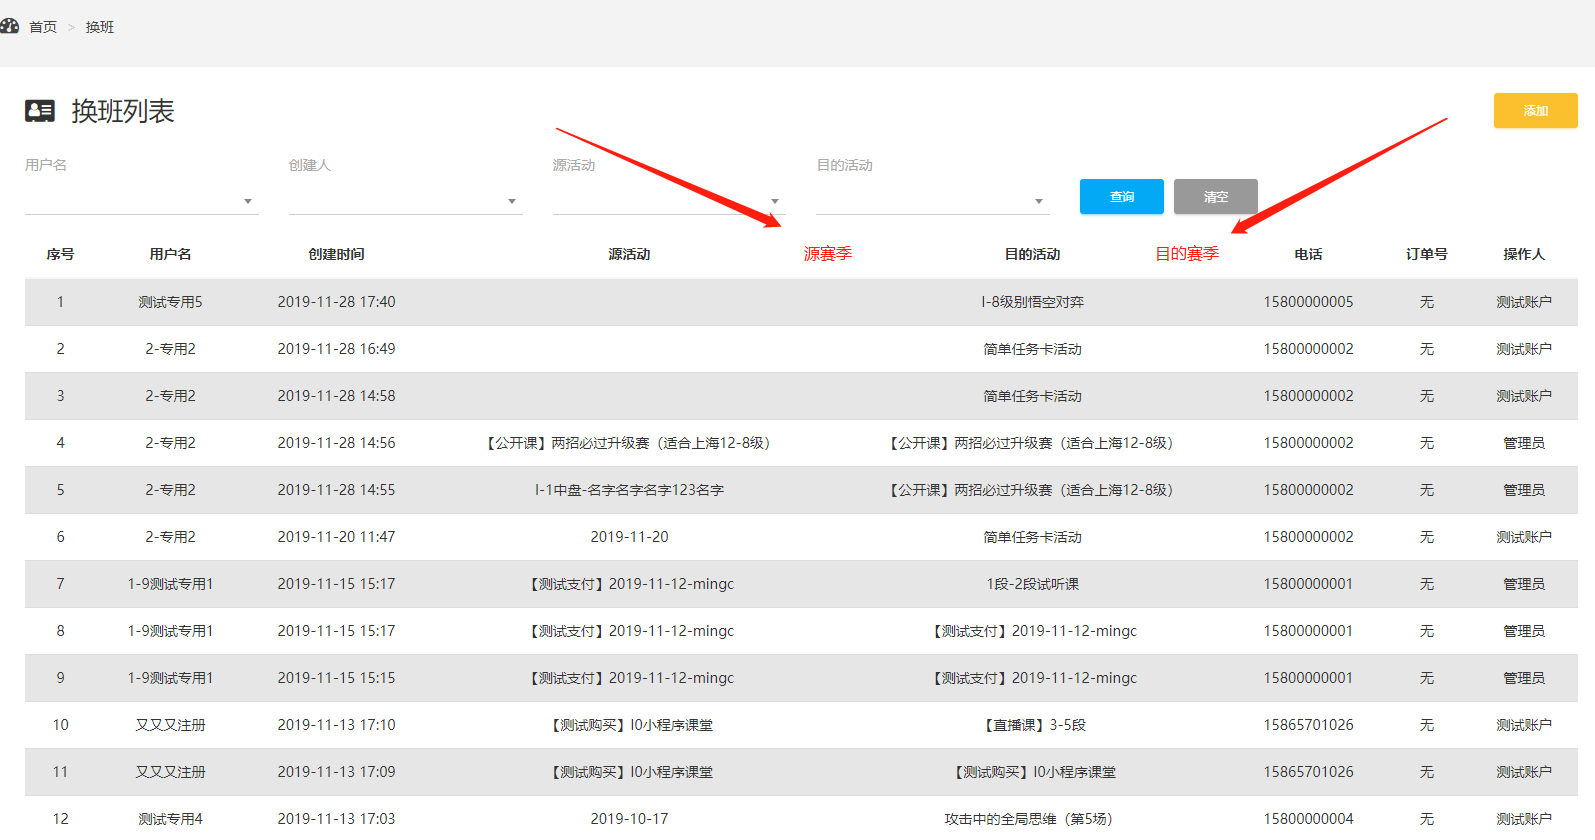 首页 > 换班
换班列表
添加
用户名 创建人 源活动 目的活动
查询 清空
序号 用户名 创建时间 源活动 源赛季 目的活动 目的赛季 电话 订单号 操作人
1 测试专用5 2019-11-28 17:40 I-8级别悟空对弈 15800000005 无 测试账户
2 2-专用2 2019-11-28 16:49 简单任务卡活动 15800000002 无 测试账户
3 2-专用2 2019-11-28 14:58 简单任务卡活动 15800000002 无 测试账户
4 2-专用2 2019-11-28 14:56 【公开课】两招必过升级赛（适合上海12-8级） 【公开课】两招必过升级赛（适合上海12-8级） 15800000002 无 管理员
5 2-专用2 2019-11-28 14:55 I-1中盘-名字名字名字123名字 【公开课】两招必过升级赛（适合上海12-8级） 15800000002 无 管理员
6 2-专用2 2019-11-20 11:47 2019-11-20 简单任务卡活动 15800000002 无 测试账户
7 1-9测试专用1 2019-11-15 15:17 【测试支付】2019-11-12-mingc 1段-2段试听课 15800000001 无 管理员
8 1-9测试专用1 2019-11-15 15:17 【测试支付】2019-11-12-mingc 【测试支付】2019-11-12-mingc 15800000001 无 管理员
9 1-9测试专用1 2019-11-15 15:15 【测试支付】2019-11-12-mingc 【测试支付】2019-11-12-mingc 15800000001 无 管理员
10 又又又注册 2019-11-13 17:10 【测试购买】I0小程序课堂 【直播课】3-5段 15865701026 无 测试账户
11 又又又注册 2019-11-13 17:09 【测试购买】I0小程序课堂 【测试购买】I0小程序课堂 15865701026 无 测试账户
12 测试专用4 2019-11-13 17:03 2019-10-17 攻击中的全局思维（第5场） 15800000004 无 测试账户